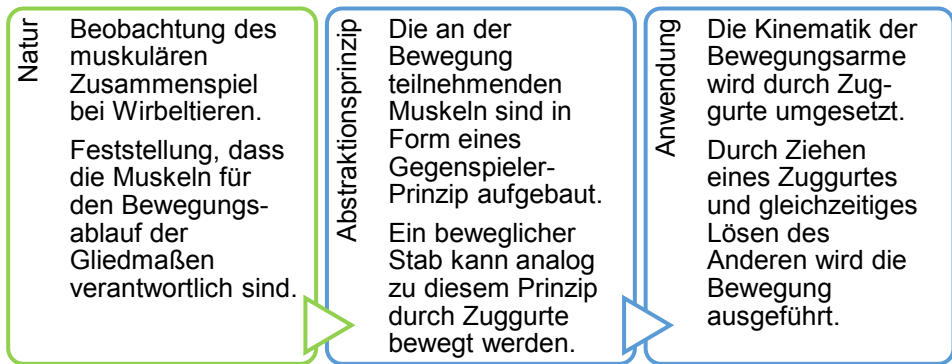 Natur
Beobachtung des
muskulären
Zusammenspiel
bei Wirbeltieren.
Feststellung, dass
die Muskeln für
den Bewegungs-
ablauf der
Gliedmaßen
verantwortlich sind.
Abstraktionsprinzip
Die an der
Bewegung
teilnehmenden
Muskeln sind in
Form eines
Gegenspieler-
Prinzip aufgebaut.
Ein beweglicher
Stab kann analog
zu diesem Prinzip
durch Zuggurte
bewegt werden.
Anwendung
Die Kinematik der
Bewegungsarme
wird durch Zug-
gurte umgesetzt.
Durch Ziehen
eines Zuggurtes
und gleichzeitiges
Lösen des
Anderen wird die
Bewegung
ausgeführt.